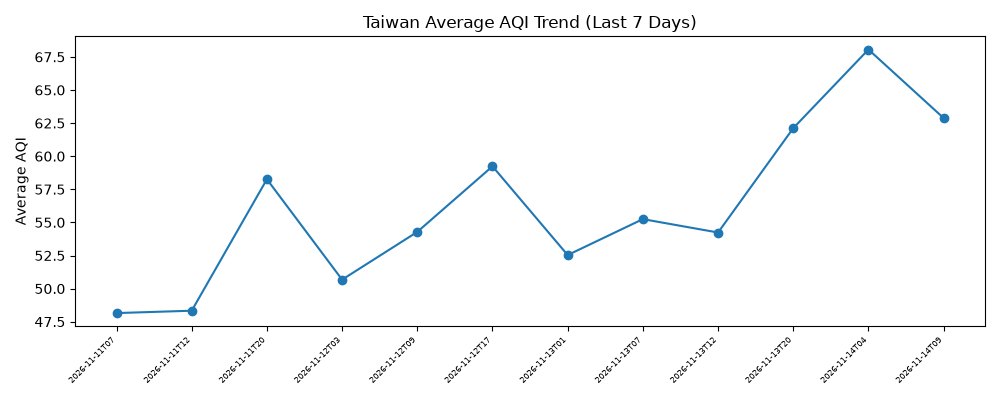 Taiwan Average AQI Trend (Last 7 Days)
Average AQI
67.5
65.0
62.5
60.0
57.5
55.0
52.5
50.0
47.5
2026-11-11T07
2026-11-11T12
2026-11-11T20
2026-11-12T03
2026-11-12T09
2026-11-12T17
2026-11-13T01
2026-11-13T07
2026-11-13T12
2026-11-13T20
2026-11-14T04
2026-11-14T09